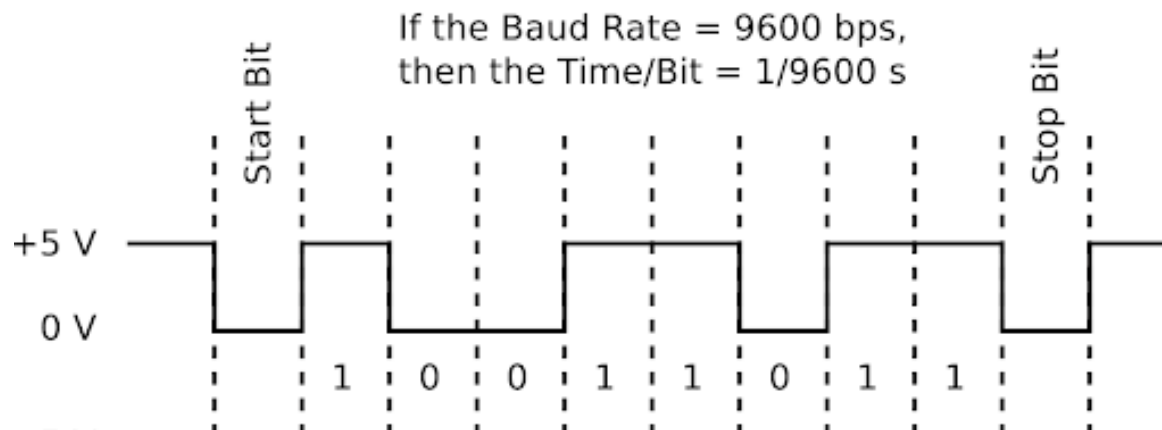 If the Baud Rate = 9600 bps,
then the Time/Bit = 1/9600 s
Start Bit
Stop Bit
+5 V
0 V
1 0 0 1 1 0 1 1